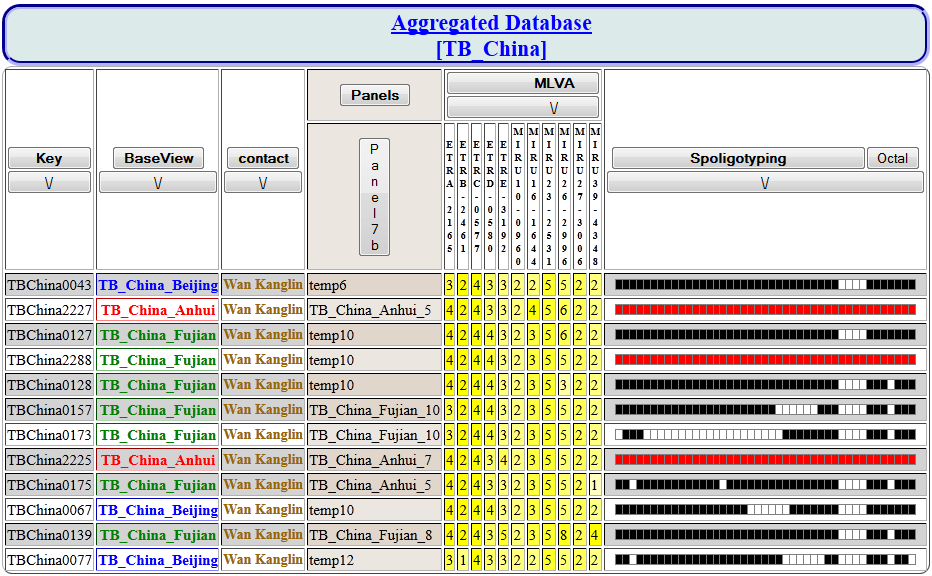 Aggregated Database
[TB_China]
Panels
MLVA
\/
Key
BaseView
contact
Spoligotyping
Octal
\/
\/
\/
\/
Panel7b
ETRA-2165
ETRB-2461
ETRC-0577
ETRD-0580
ETRE-3192
MIRU10-0960
MIRU16-1644
MIRU23-2531
MIRU26-2996
MIRU27-3006
MIRU39-4348
TBChina0043 TB_China_Beijing Wan Kanglin temp6 3 2 4 3 3 2 2 5 5 2 2
TBChina2227 TB_China_Anhui Wan Kanglin TB_China_Anhui_5 4 2 4 3 3 2 4 5 6 2 2
TBChina0127 TB_China_Fujian Wan Kanglin temp10 4 2 4 4 3 2 3 5 6 2 2
TBChina2288 TB_China_Fujian Wan Kanglin temp10 4 2 4 4 3 2 3 5 5 2 2
TBChina0128 TB_China_Fujian Wan Kanglin temp10 4 2 4 4 3 2 3 5 3 2 2
TBChina0157 TB_China_Fujian Wan Kanglin TB_China_Fujian_10 3 2 4 4 3 2 3 5 5 2 2
TBChina0173 TB_China_Fujian Wan Kanglin TB_China_Fujian_10 3 2 4 4 3 2 3 5 5 2 2
TBChina2225 TB_China_Anhui Wan Kanglin TB_China_Anhui_7 4 2 4 3 4 2 3 5 5 2 2
TBChina0175 TB_China_Fujian Wan Kanglin TB_China_Anhui_5 4 2 4 3 3 2 3 5 5 2 1
TBChina0067 TB_China_Beijing Wan Kanglin temp10 4 2 4 4 3 2 3 5 5 2 2
TBChina0139 TB_China_Fujian Wan Kanglin TB_China_Fujian_8 4 2 4 3 5 2 3 5 8 2 4
TBChina0077 TB_China_Beijing Wan Kanglin temp12 3 1 4 3 3 2 3 5 5 2 2